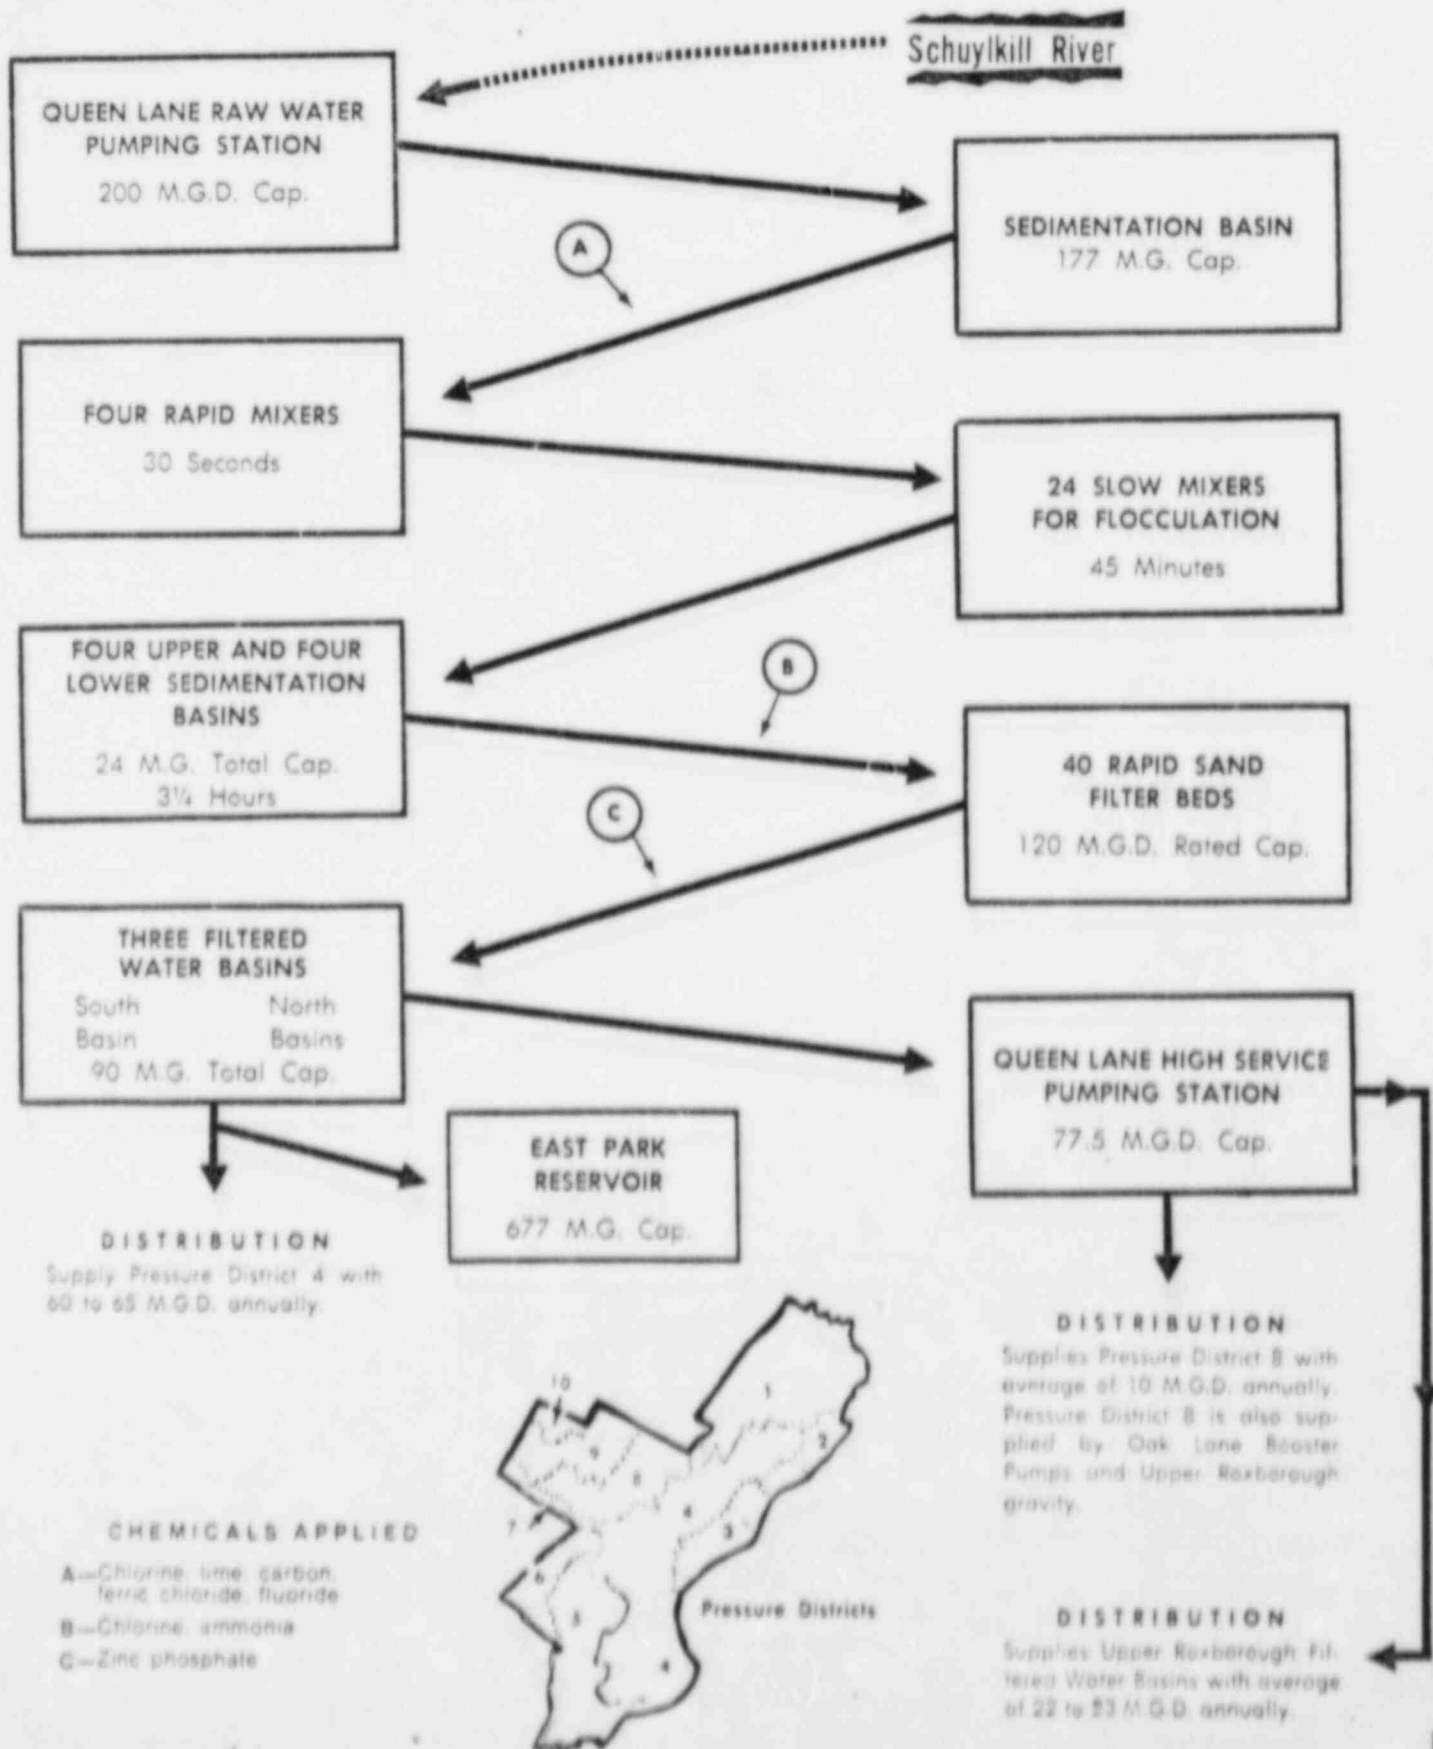 Schuylkill River
QUEEN LANE RAW WATER
PUMPING STATION
200 M.G.D. Cap.
SEDIMENTATION BASIN
177 M.G. Cap.
A
FOUR RAPID MIXERS
30 Seconds
24 SLOW MIXERS
FOR FLOCCULATION
45 Minutes
FOUR UPPER AND FOUR
LOWER SEDIMENTATION
BASINS
24 M.G. Total Cap.
3¼ Hours
B
40 RAPID SAND
FILTER BEDS
120 M.G.D. Rated Cap.
C
THREE FILTERED
WATER BASINS
South North
Basin Basins
90 M.G. Total Cap.
QUEEN LANE HIGH SERVICE
PUMPING STATION
77.5 M.G.D. Cap.
EAST PARK
RESERVOIR
677 M.G. Cap.
DISTRIBUTION
Supply Pressure District 4 with
60 to 65 M.G.D. annually.
DISTRIBUTION
Supplies Pressure District 8 with
average of 10 M.G.D. annually.
Pressure District 8 is also sup-
plied by Oak Lane Booster
Pumps and Upper Roxborough
gravity.
10
1
9
2
8
4
7
3
6
5
4
Pressure Districts
CHEMICALS APPLIED
A—Chlorine, lime, carbon,
ferric chloride, fluoride
B—Chlorine, ammonia
C—Zinc phosphate
DISTRIBUTION
Supplies Upper Roxborough Fil-
tered Water Basins with average
of 22 to 23 M.G.D. annually.